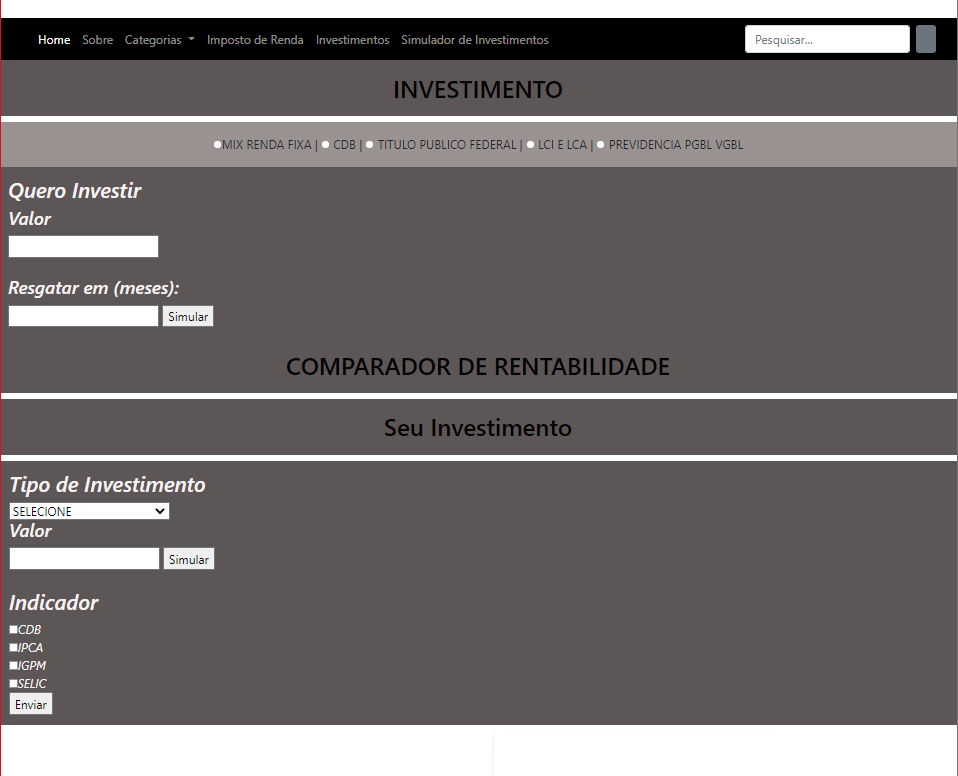 Home Sobre Categorias Imposto de Renda Investimentos Simulador de Investimentos Pesquisar...
INVESTIMENTO
MIX RENDA FIXA | CDB | TITULO PUBLICO FEDERAL | LCI E LCA | PREVIDENCIA PGBL VGBL
Quero Investir
Valor
Resgatar em (meses):
Simular
COMPARADOR DE RENTABILIDADE
Seu Investimento
Tipo de Investimento
SELECIONE
Valor
Simular
Indicador
CDB
IPCA
IGPM
SELIC
Enviar